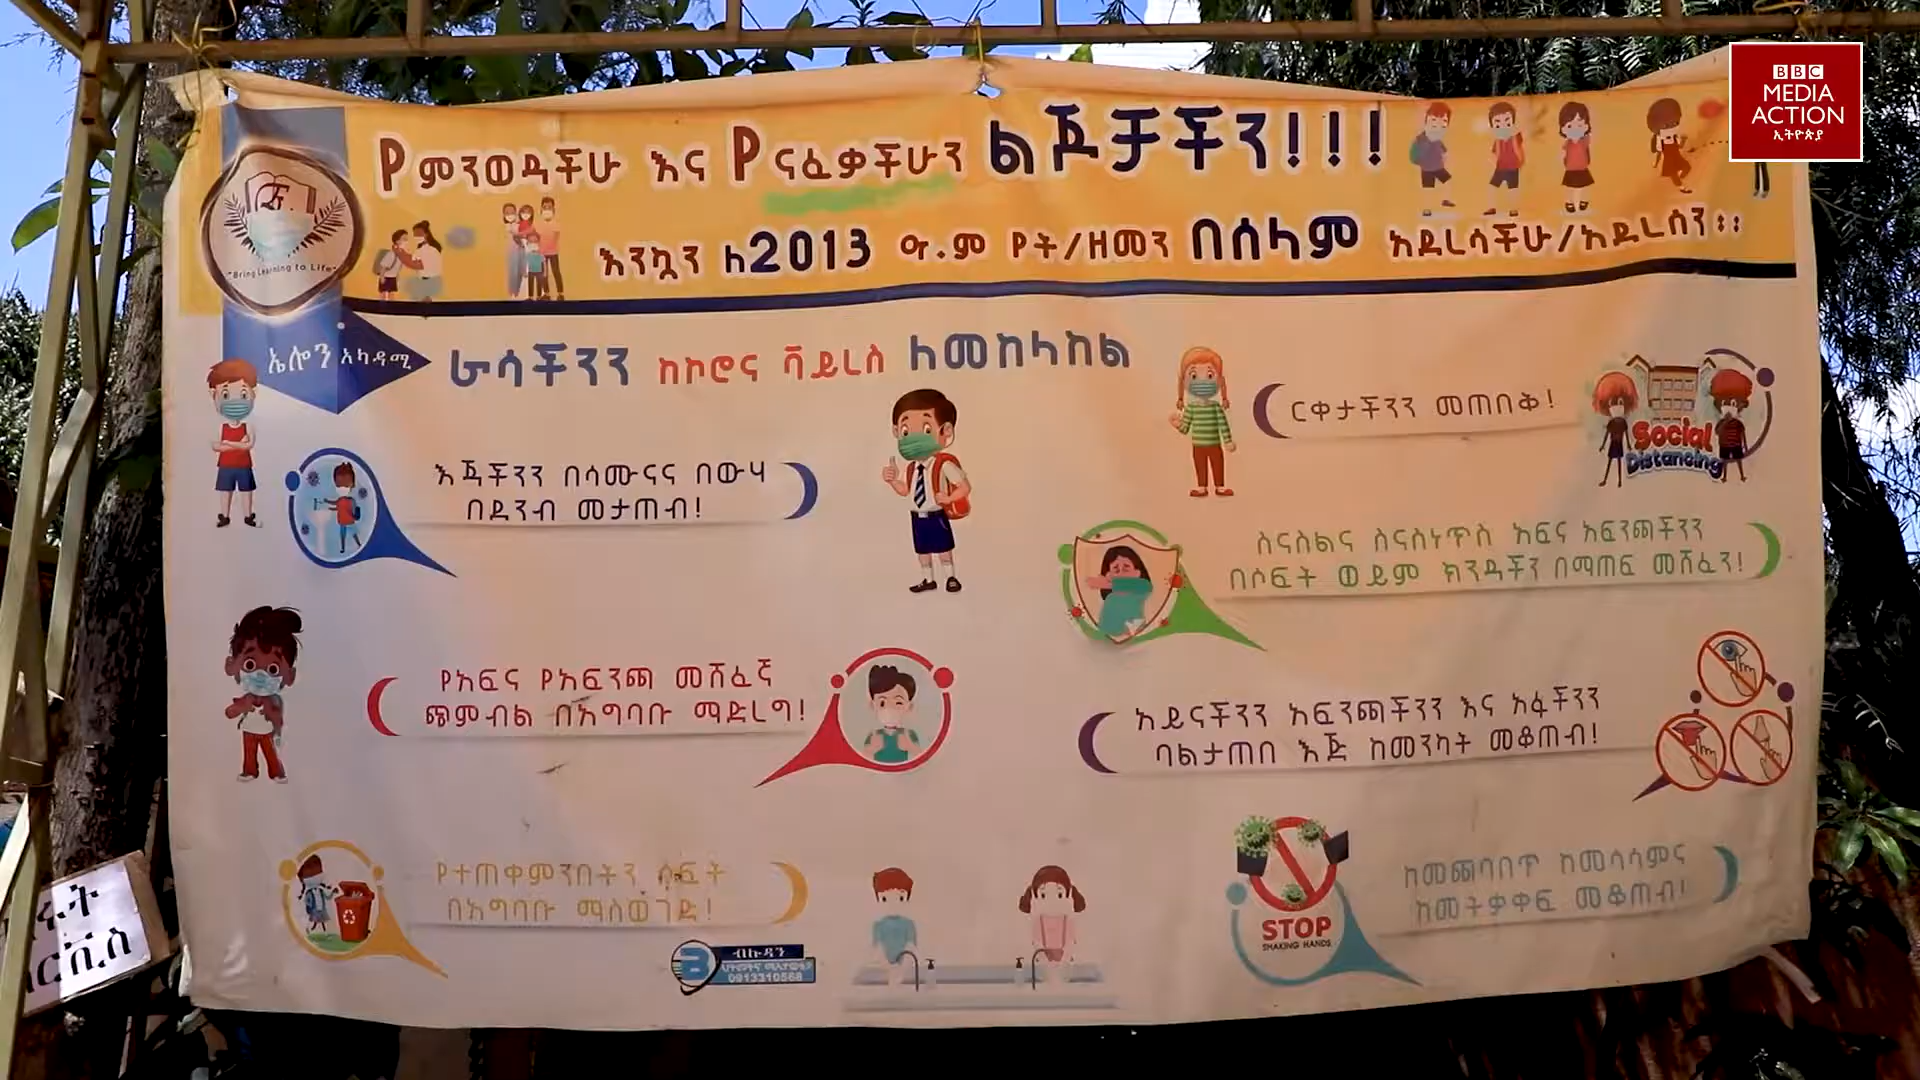 BBC
MEDIA
ACTION
ኢትዮጵያ
የምንወዳችሁ እና የናፈቃችሁን ልጆቻችን!!!
እንኳን ለ2013 ዓ.ም የት/ዘመን በሰላም አደረሳችሁ/አደረሰን፡፡
"Bring Learning to Life"
ኤሎን አካዳሚ
ራሳችንን ከኮሮና ቫይረስ ለመከላከል
እጃችንን በሳሙናና በውሃ
በደንብ መታጠብ!
ርቀታችንን መጠበቅ!
Social
Distancing
ስናስልና ስናስነጥስ አፍና አፍንጫችንን
በሶፍት ወይም ክንዳችን በማጠፍ መሸፈን!
የአፍና የአፍንጫ መሸፈኛ
ጭምብል በአግባቡ ማድረግ!
አይናችንን አፍንጫችንን እና አፋችንን
ባልታጠበ እጅ ከመንካት መቆጠብ!
የተጠቀምንበትን ሶፍት
በአግባቡ ማስወገድ!
ከመጨባበጥ ከመሳሳምና
ከመተቃቀፍ መቆጠብ!
STOP
SHAKING HANDS
ብሉዳን
ህትመትና ማስታወቂያ
0913310568